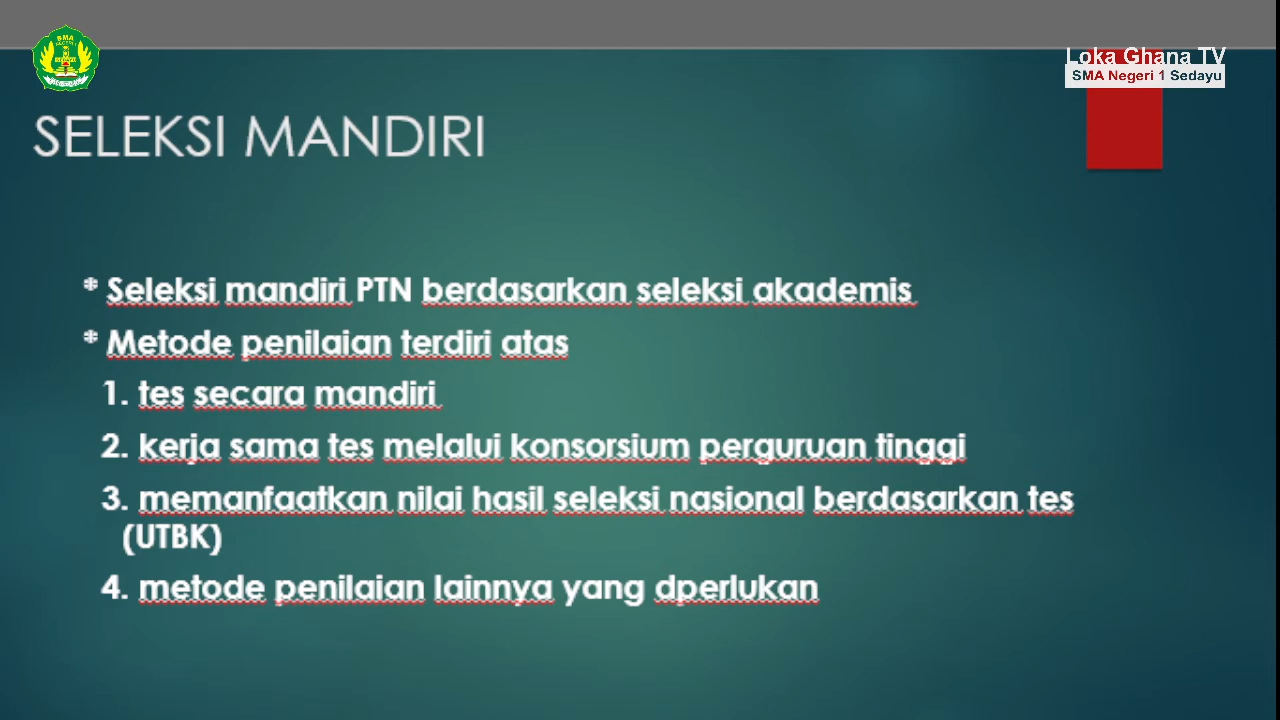 Loka Ghana TV
SMA Negeri 1 Sedayu
SELEKSI MANDIRI
* Seleksi mandiri PTN berdasarkan seleksi akademis
* Metode penilaian terdiri atas
1. tes secara mandiri
2. kerja sama tes melalui konsorsium perguruan tinggi
3. memanfaatkan nilai hasil seleksi nasional berdasarkan tes
(UTBK)
4. metode penilaian lainnya yang dperlukan